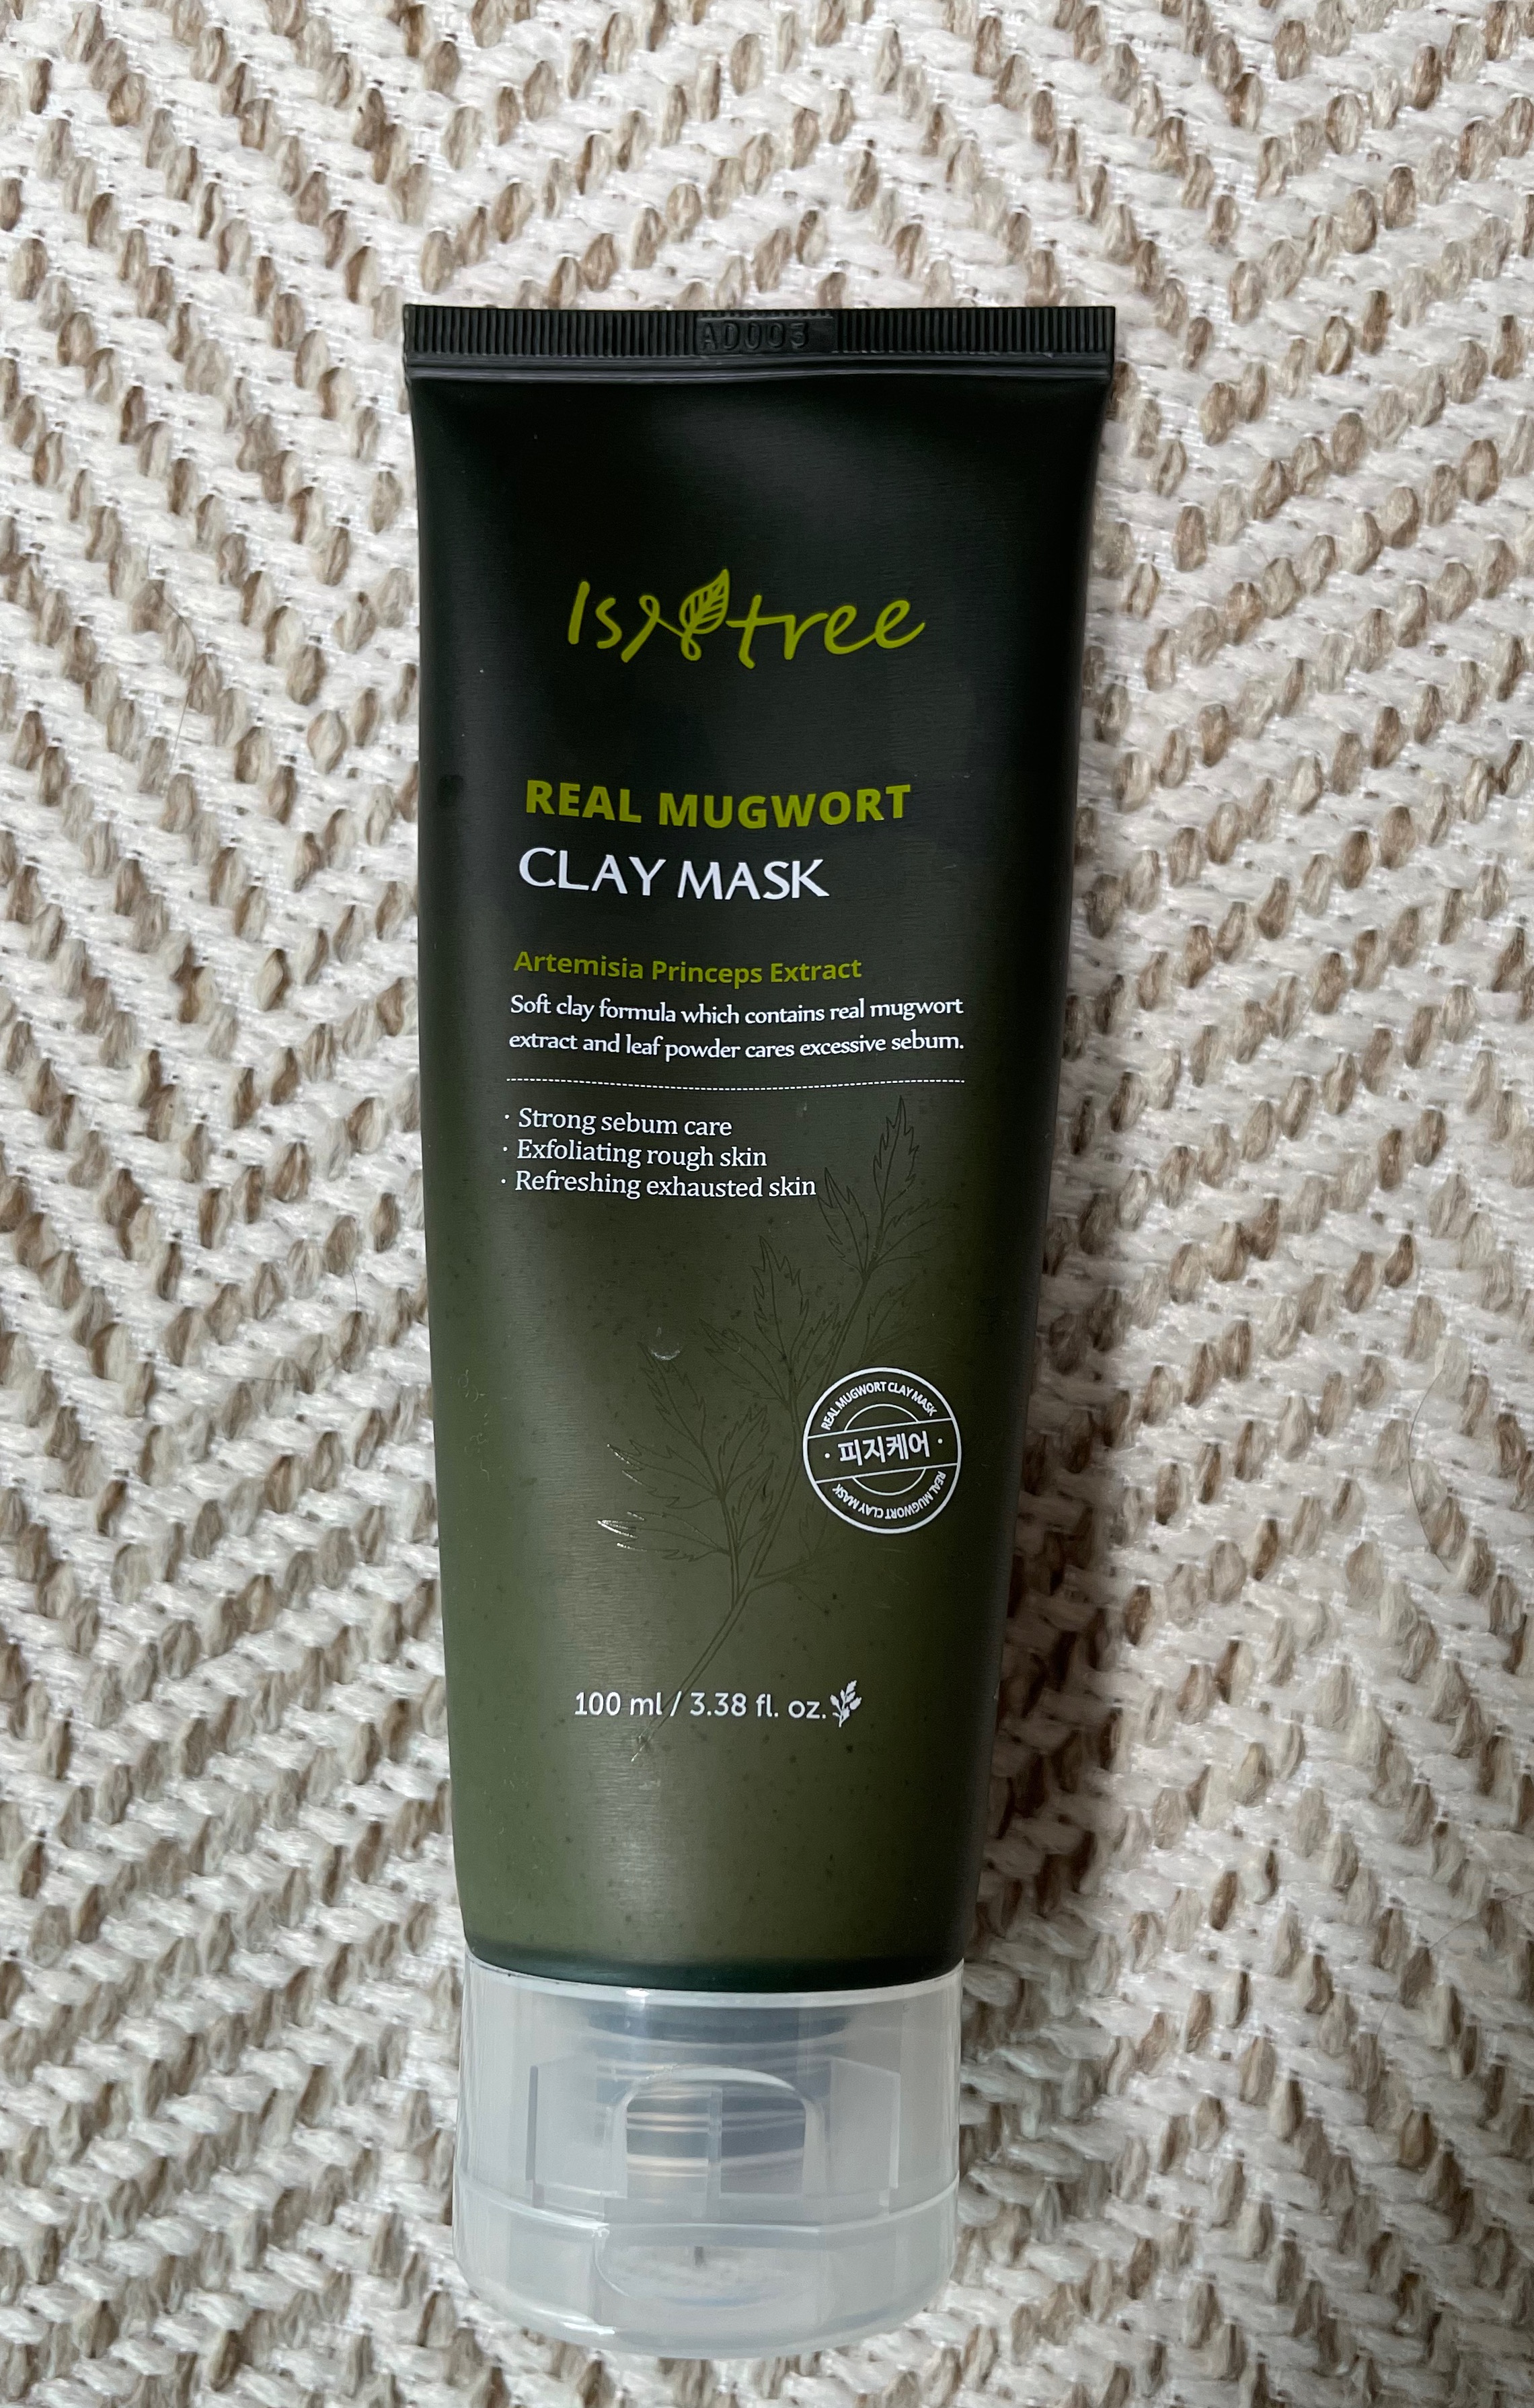 AD003
Isntree
REAL MUGWORT
CLAY MASK
Artemisia Princeps Extract
Soft clay formula which contains real mugwort
extract and leaf powder cares excessive sebum.
· Strong sebum care
· Exfoliating rough skin
· Refreshing exhausted skin
REAL MUGWORT CLAY MASK
· 피지케어 ·
REAL MUGWORT CLAY MASK
100 ml / 3.38 fl. oz.